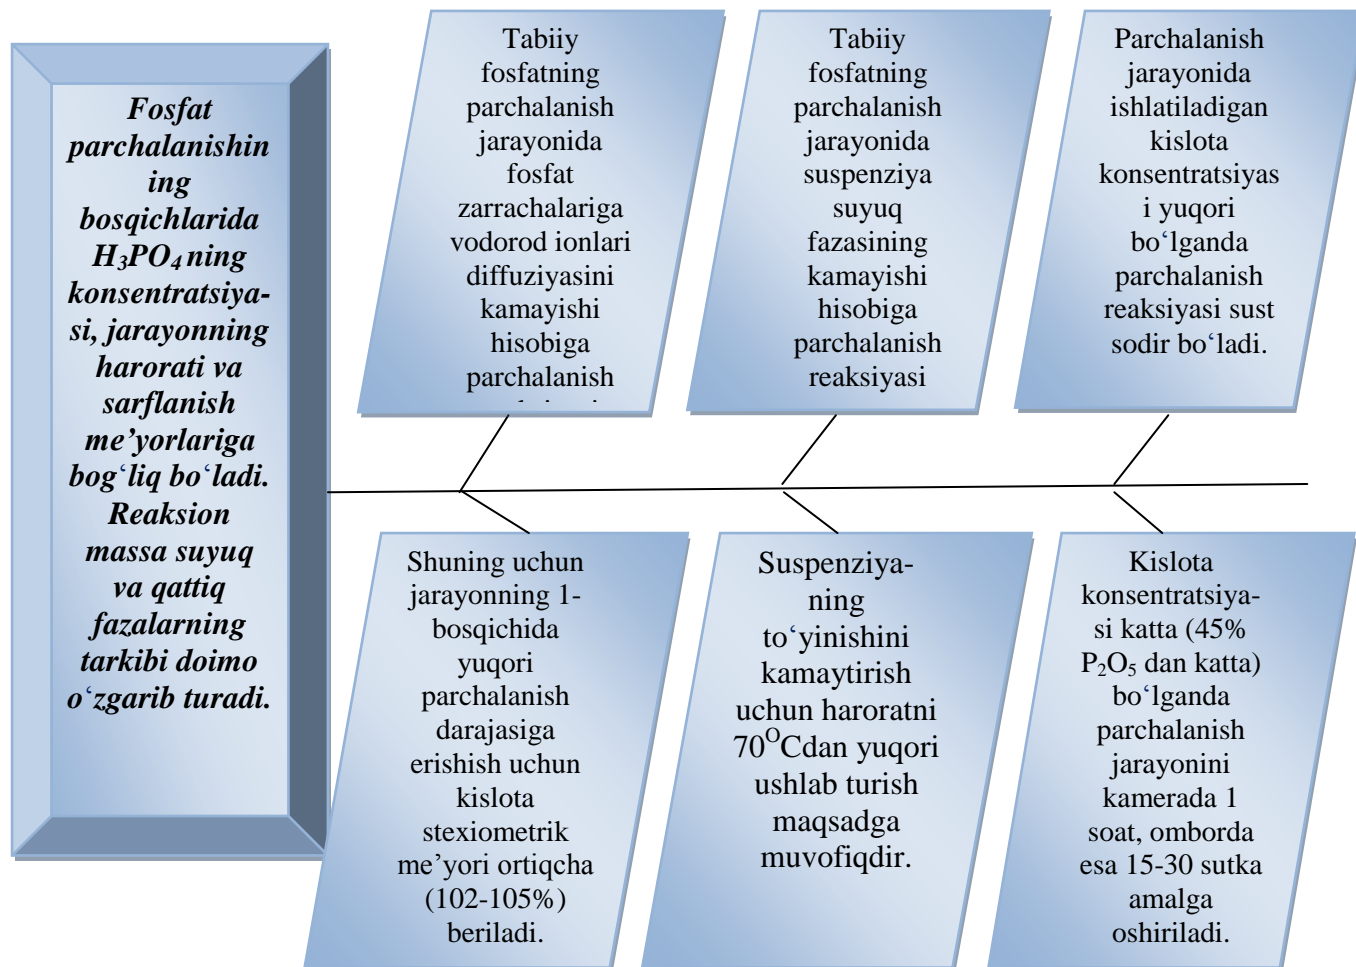 Fosfat
parchalanishin
ing
bosqichlarida
H₃PO₄ ning
konsentratsiya-
si, jarayonning
harorati va
sarflanish
me’yorlariga
bog‘liq bo‘ladi.
Reaksion
massa suyuq
va qattiq
fazalarning
tarkibi doimo
o‘zgarib turadi.
Tabiiy
fosfatning
parchalanish
jarayonida
fosfat
zarrachalariga
vodorod ionlari
diffuziyasini
kamayishi
hisobiga
parchalanish
Tabiiy
fosfatning
parchalanish
jarayonida
suspenziya
suyuq
fazasining
kamayishi
hisobiga
parchalanish
reaksiyasi
Parchalanish
jarayonida
ishlatiladigan
kislota
konsentratsiyas
i yuqori
bo‘lganda
parchalanish
reaksiyasi sust
sodir bo‘ladi.
Shuning uchun
jarayonning 1-
bosqichida
yuqori
parchalanish
darajasiga
erishish uchun
kislota
stexiometrik
me’yori ortiqcha
(102-105%)
beriladi.
Suspenziya-
ning
to‘yinishini
kamaytirish
uchun haroratni
70ᴼCdan yuqori
ushlab turish
maqsadga
muvofiqdir.
Kislota
konsentratsiya-
si katta (45%
P₂O₅ dan katta)
bo‘lganda
parchalanish
jarayonini
kamerada 1
soat, omborda
esa 15-30 sutka
amalga
oshiriladi.